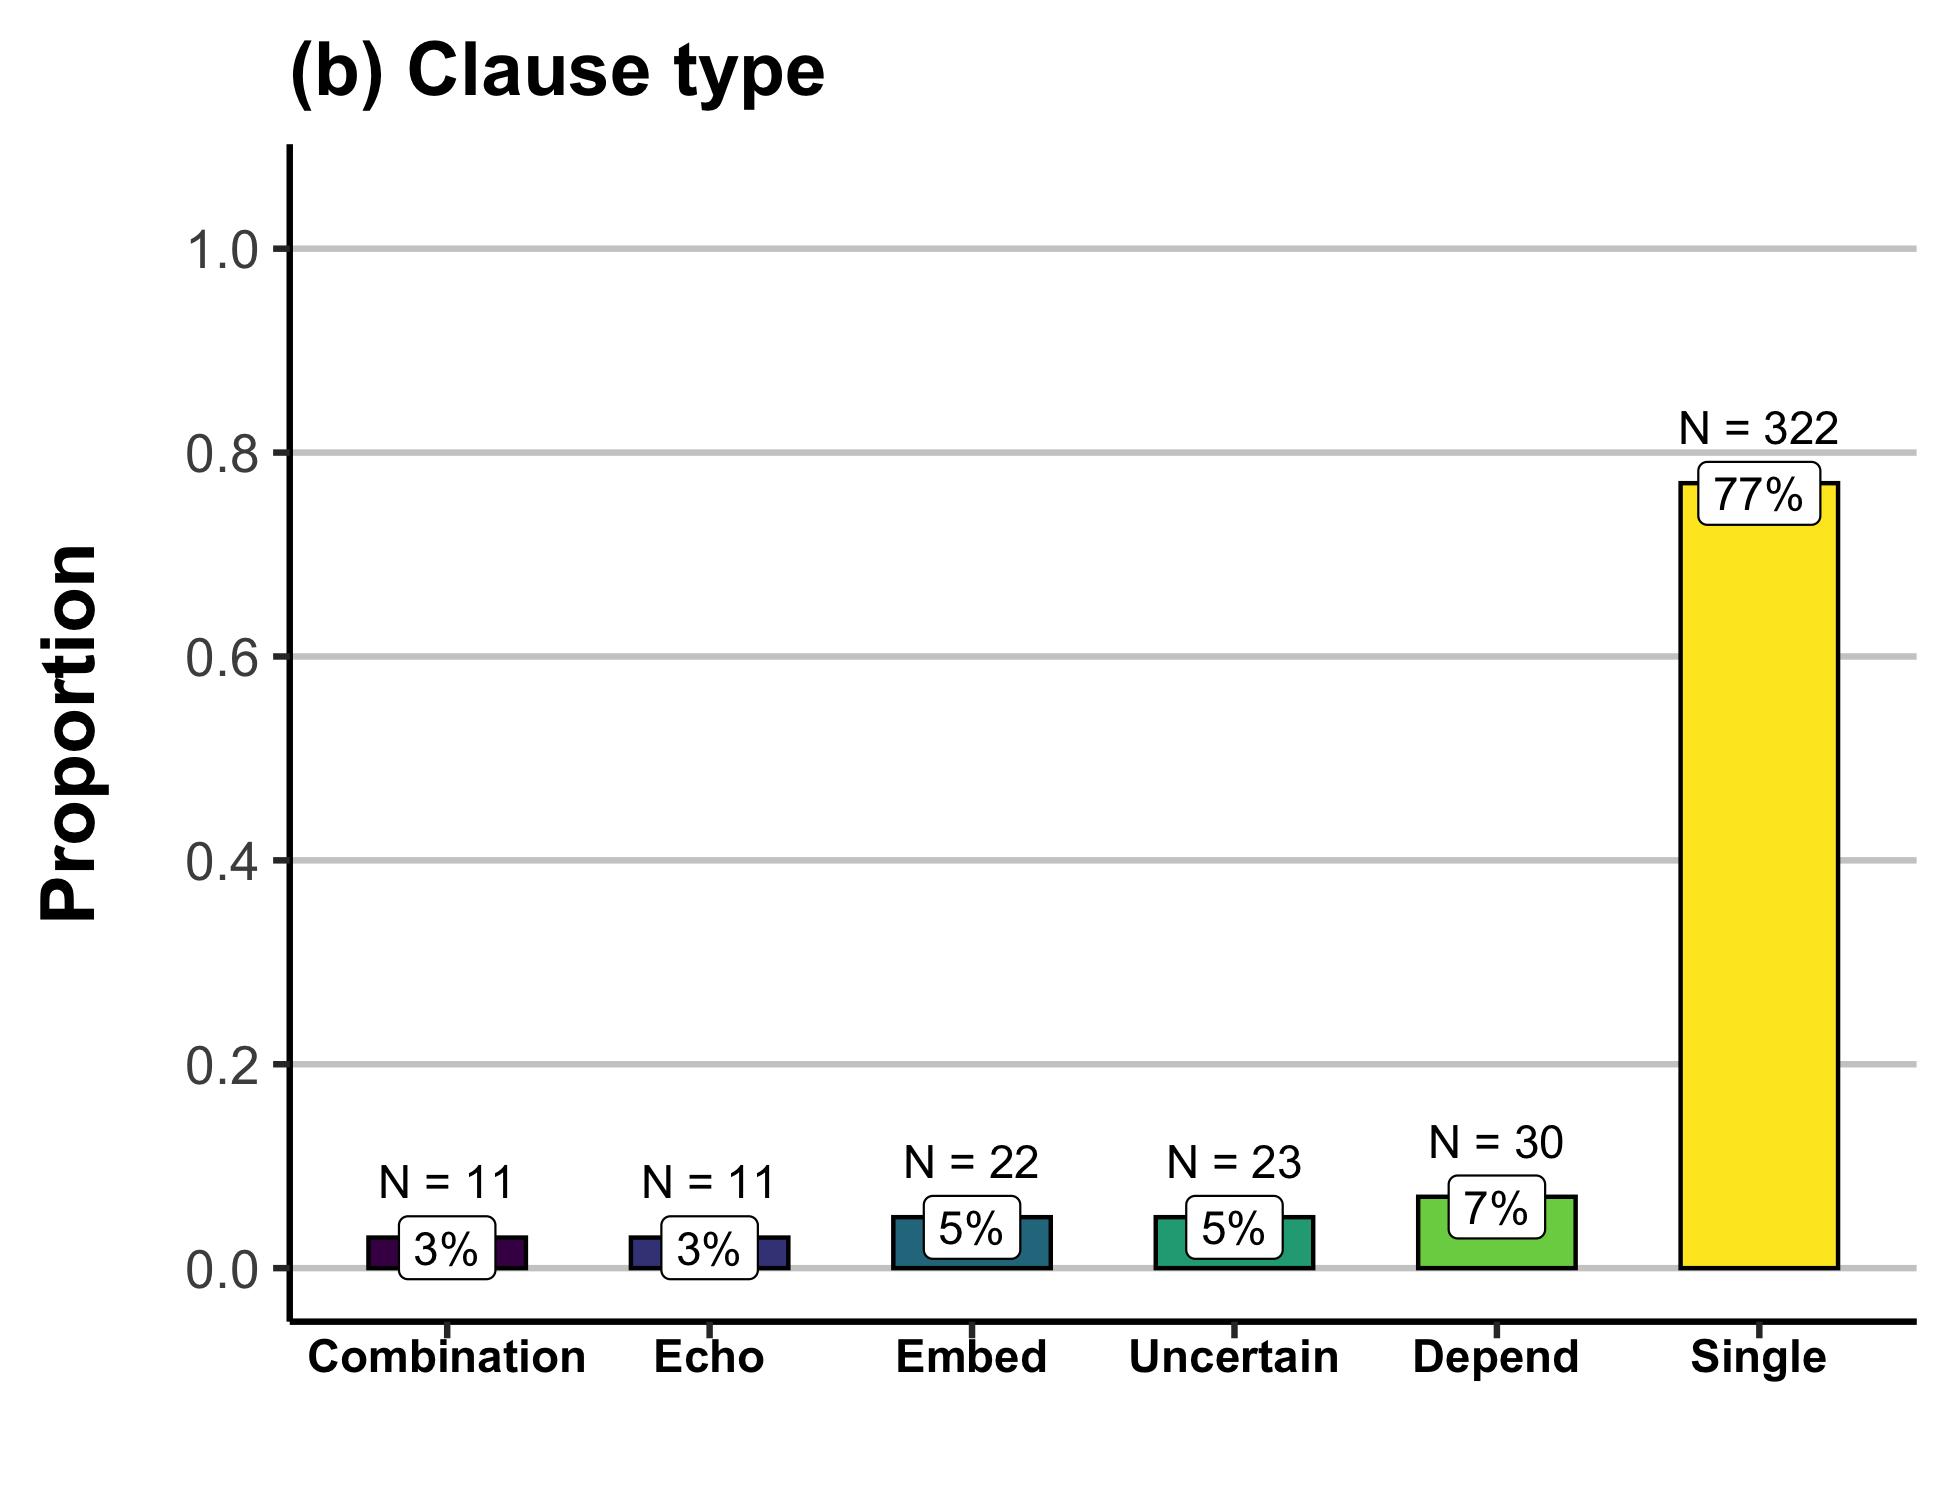 (b) Clause type
Proportion
1.0
0.8
0.6
0.4
0.2
0.0
N = 11
3%
N = 11
3%
N = 22
5%
N = 23
5%
N = 30
7%
N = 322
77%
Combination
Echo
Embed
Uncertain
Depend
Single